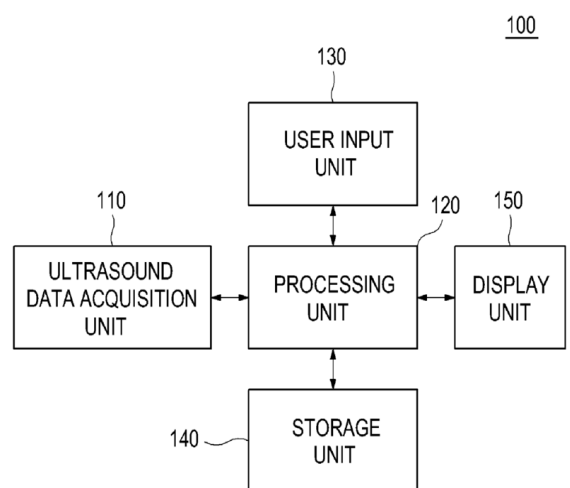 100
130
USER INPUT
UNIT
110
120
150
ULTRASOUND
DATA ACQUISITION
UNIT
PROCESSING
UNIT
DISPLAY
UNIT
140
STORAGE
UNIT